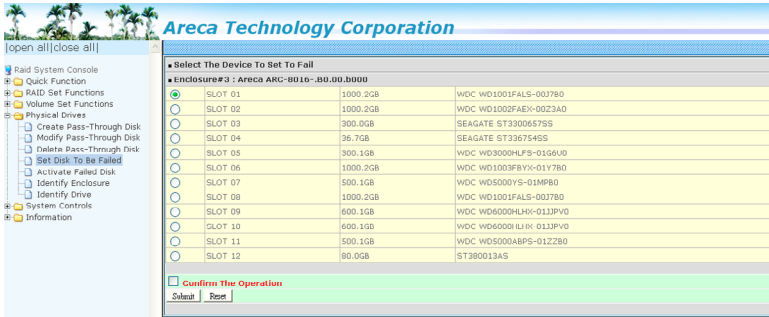 Areca Technology Corporation
|open all|close all|
Raid System Console
Quick Function
RAID Set Functions
Volume Set Functions
Physical Drives
Create Pass-Through Disk
Modify Pass-Through Disk
Delete Pass-Through Disk
Set Disk To Be Failed
Activate Failed Disk
Identify Enclosure
Identify Drive
System Controls
Information
Select The Device To Set To Fail
Enclosure#3 : Areca ARC-8016-.B0.00.b000
SLOT 01 1000.2GB WDC WD1001FALS-00J7B0
SLOT 02 1000.2GB WDC WD1002FAEX-00Z3A0
SLOT 03 300.0GB SEAGATE ST3300657SS
SLOT 04 36.7GB SEAGATE ST336754SS
SLOT 05 300.1GB WDC WD3000HLFS-01G6U0
SLOT 06 1000.2GB WDC WD1003FBYX-01Y7B0
SLOT 07 500.1GB WDC WD5000YS-01MPB0
SLOT 08 1000.2GB WDC WD1001FALS-00J7B0
SLOT 09 600.1GB WDC WD6000HLHX-01JJPV0
SLOT 10 600.1GB WDC WD6000HLHX-01JJPV0
SLOT 11 500.1GB WDC WD5000ABPS-01ZZB0
SLOT 12 80.0GB ST380013AS
Confirm The Operation
Submit Reset